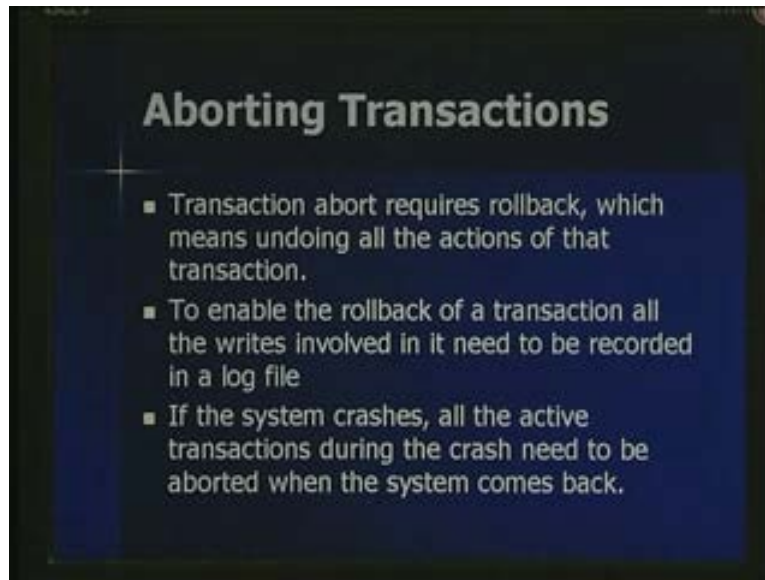 Aborting Transactions
Transaction abort requires rollback, which
means undoing all the actions of that
transaction.
To enable the rollback of a transaction all
the writes involved in it need to be recorded
in a log file
If the system crashes, all the active
transactions during the crash need to be
aborted when the system comes back.